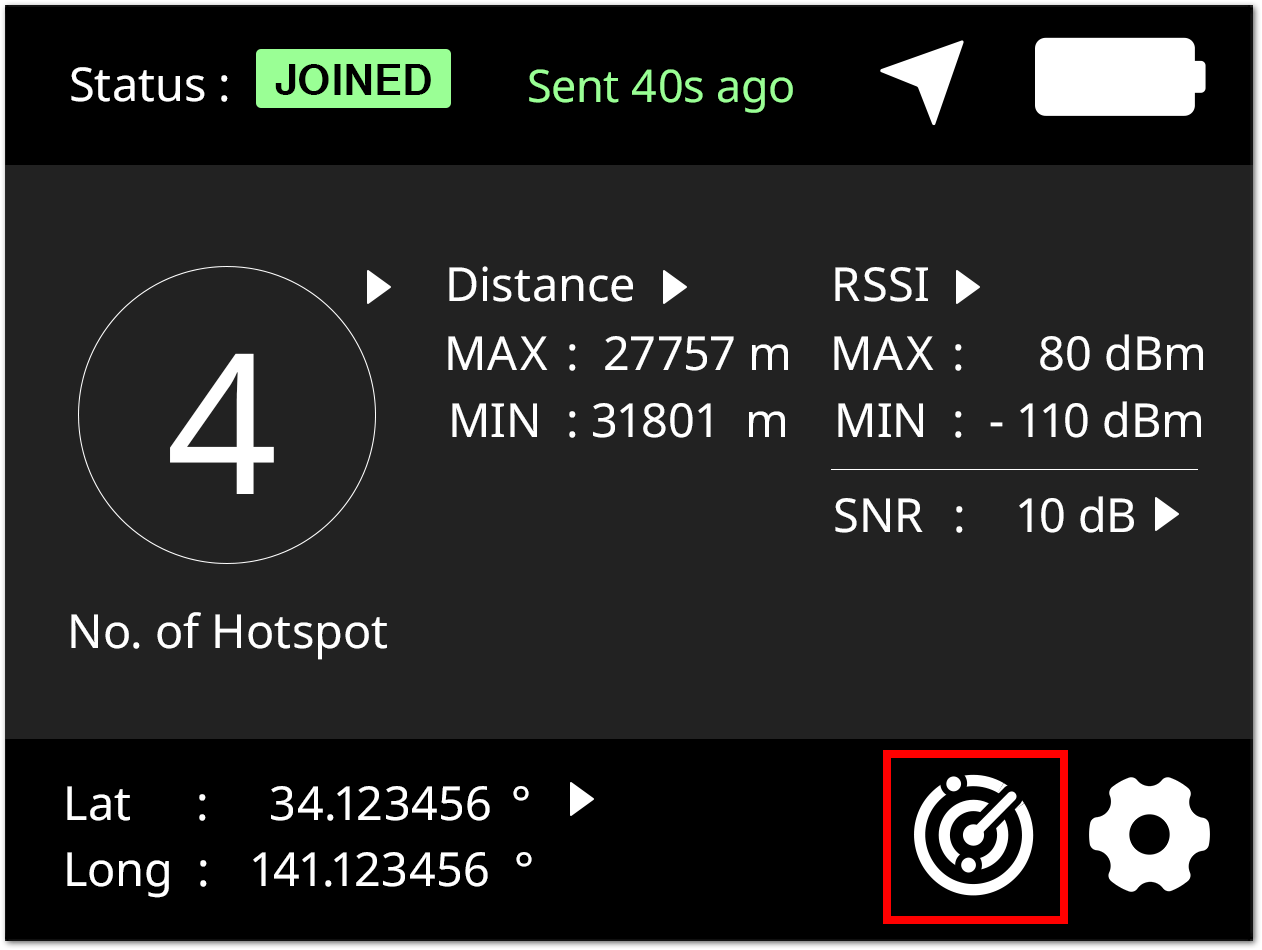 Status : JOINED Sent 40s ago
4
No. of Hotspot
Distance
MAX : 27757 m
MIN : 31801 m
RSSI
MAX : 80 dBm
MIN : - 110 dBm
SNR : 10 dB
Lat : 34.123456 °
Long : 141.123456 °